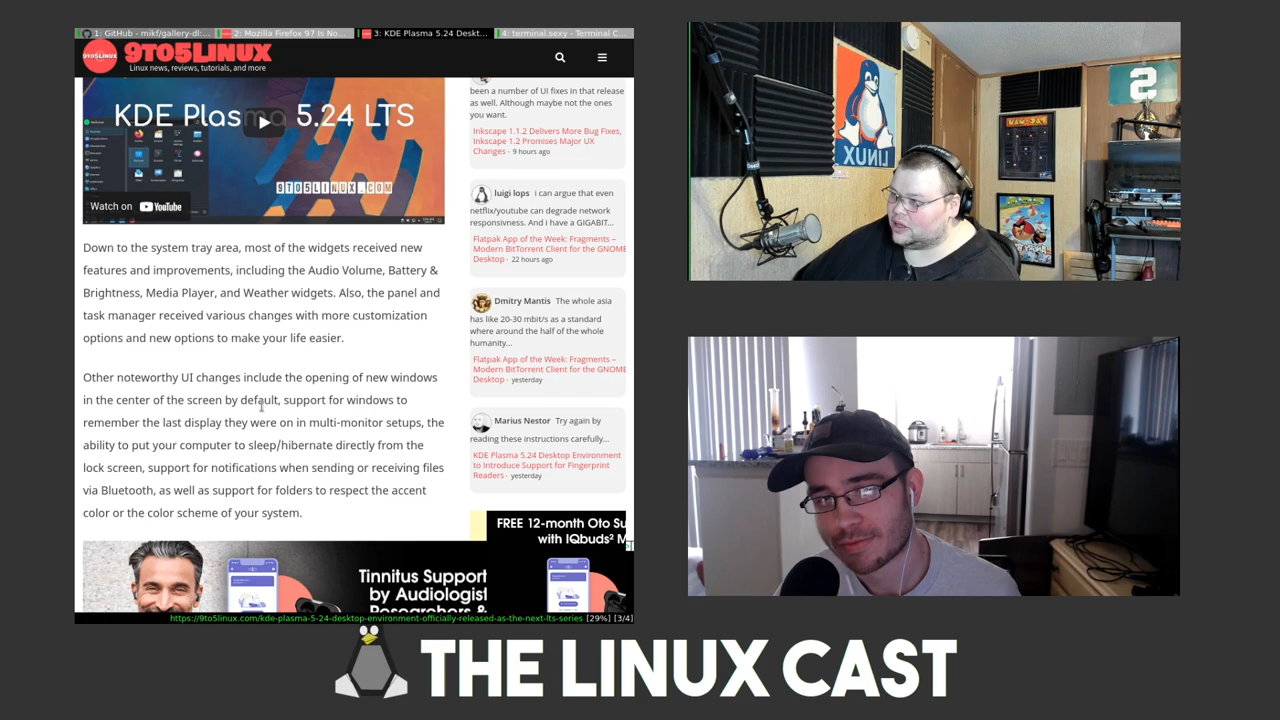 1: GitHub - mikf/gallery-dl:...
2: Mozilla Firefox 97 Is No...
3: KDE Plasma 5.24 Deskt...
4: terminal.sexy - Terminal C...
9TO5LINUX
Linux news, reviews, tutorials, and more
KDE Plasma 5.24 LTS
9TO5LINUX.COM
Watch on YouTube
Down to the system tray area, most of the widgets received new
features and improvements, including the Audio Volume, Battery &
Brightness, Media Player, and Weather widgets. Also, the panel and
task manager received various changes with more customization
options and new options to make your life easier.
Other noteworthy UI changes include the opening of new windows
in the center of the screen by default, support for windows to
remember the last display they were on in multi-monitor setups, the
ability to put your computer to sleep/hibernate directly from the
lock screen, support for notifications when sending or receiving files
via Bluetooth, as well as support for folders to respect the accent
color or the color scheme of your system.
Tinnitus Support
by Audiologist
Researchers &
been a number of UI fixes in that release
as well. Although maybe not the ones
you want.
Inkscape 1.1.2 Delivers More Bug Fixes,
Inkscape 1.2 Promises Major UX
Changes · 9 hours ago
luigi lops i can argue that even
netflix/youtube can degrade network
responsivness. And i have a GIGABIT...
Flatpak App of the Week: Fragments –
Modern BitTorrent Client for the GNOME
Desktop · 22 hours ago
Dmitry Mantis The whole asia
has like 20-30 mbit/s as a standard
where around the half of the whole
humanity...
Flatpak App of the Week: Fragments –
Modern BitTorrent Client for the GNOME
Desktop · yesterday
Marius Nestor Try again by
reading these instructions carefully...
KDE Plasma 5.24 Desktop Environment
to Introduce Support for Fingerprint
Readers · yesterday
FREE 12-month Oto Su
with IQbuds² M
https://9to5linux.com/kde-plasma-5-24-desktop-environment-officially-released-as-the-next-lts-series [29%] [3/4]
LINUX
THE LINUX CAST